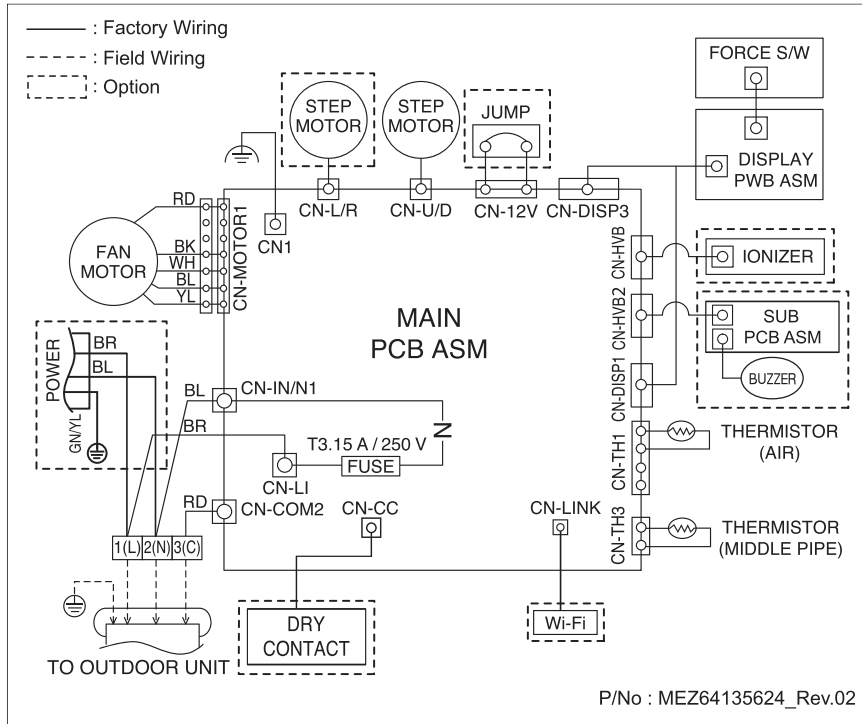 : Factory Wiring
: Field Wiring
: Option
FORCE S/W
DISPLAY
PWB ASM
STEP
MOTOR
STEP
MOTOR
JUMP
CN-L/R
CN-U/D
CN-12V
CN-DISP3
CN1
RD
BK
WH
BL
YL
FAN
MOTOR
CN-MOTOR1
CN-HVB
IONIZER
CN-HVB2
SUB
PCB ASM
BUZZER
MAIN
PCB ASM
CN-DISP1
POWER
BR
BL
GN/YL
BL
CN-IN/N1
BR
T3.15 A / 250 V
FUSE
N
CN-LI
CN-TH1
THERMISTOR
(AIR)
RD
CN-COM2
CN-CC
CN-LINK
CN-TH3
THERMISTOR
(MIDDLE PIPE)
1(L) 2(N) 3(C)
DRY
CONTACT
Wi-Fi
TO OUTDOOR UNIT
P/No : MEZ64135624_Rev.02